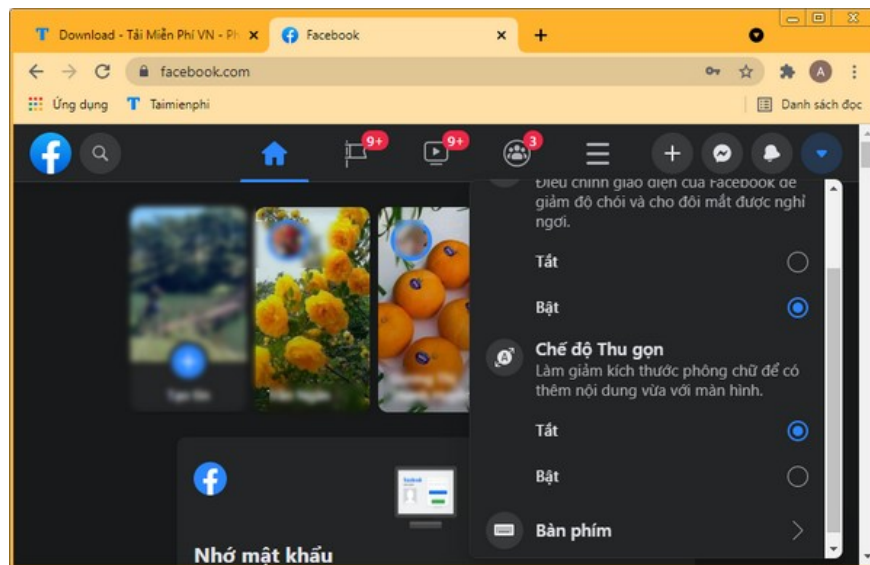 Download - Tải Miễn Phí VN - Ph
Facebook
facebook.com
A
Ứng dụng
Taimienphi
Danh sách đọc
9+
9+
3
Điều chỉnh giao diện của Facebook để
giảm độ chói và cho đôi mắt được nghỉ
ngơi.
Tắt
Bật
Chế độ Thu gọn
Làm giảm kích thước phông chữ để có
thêm nội dung vừa với màn hình.
Tắt
Bật
Bàn phím
Nhớ mật khẩu